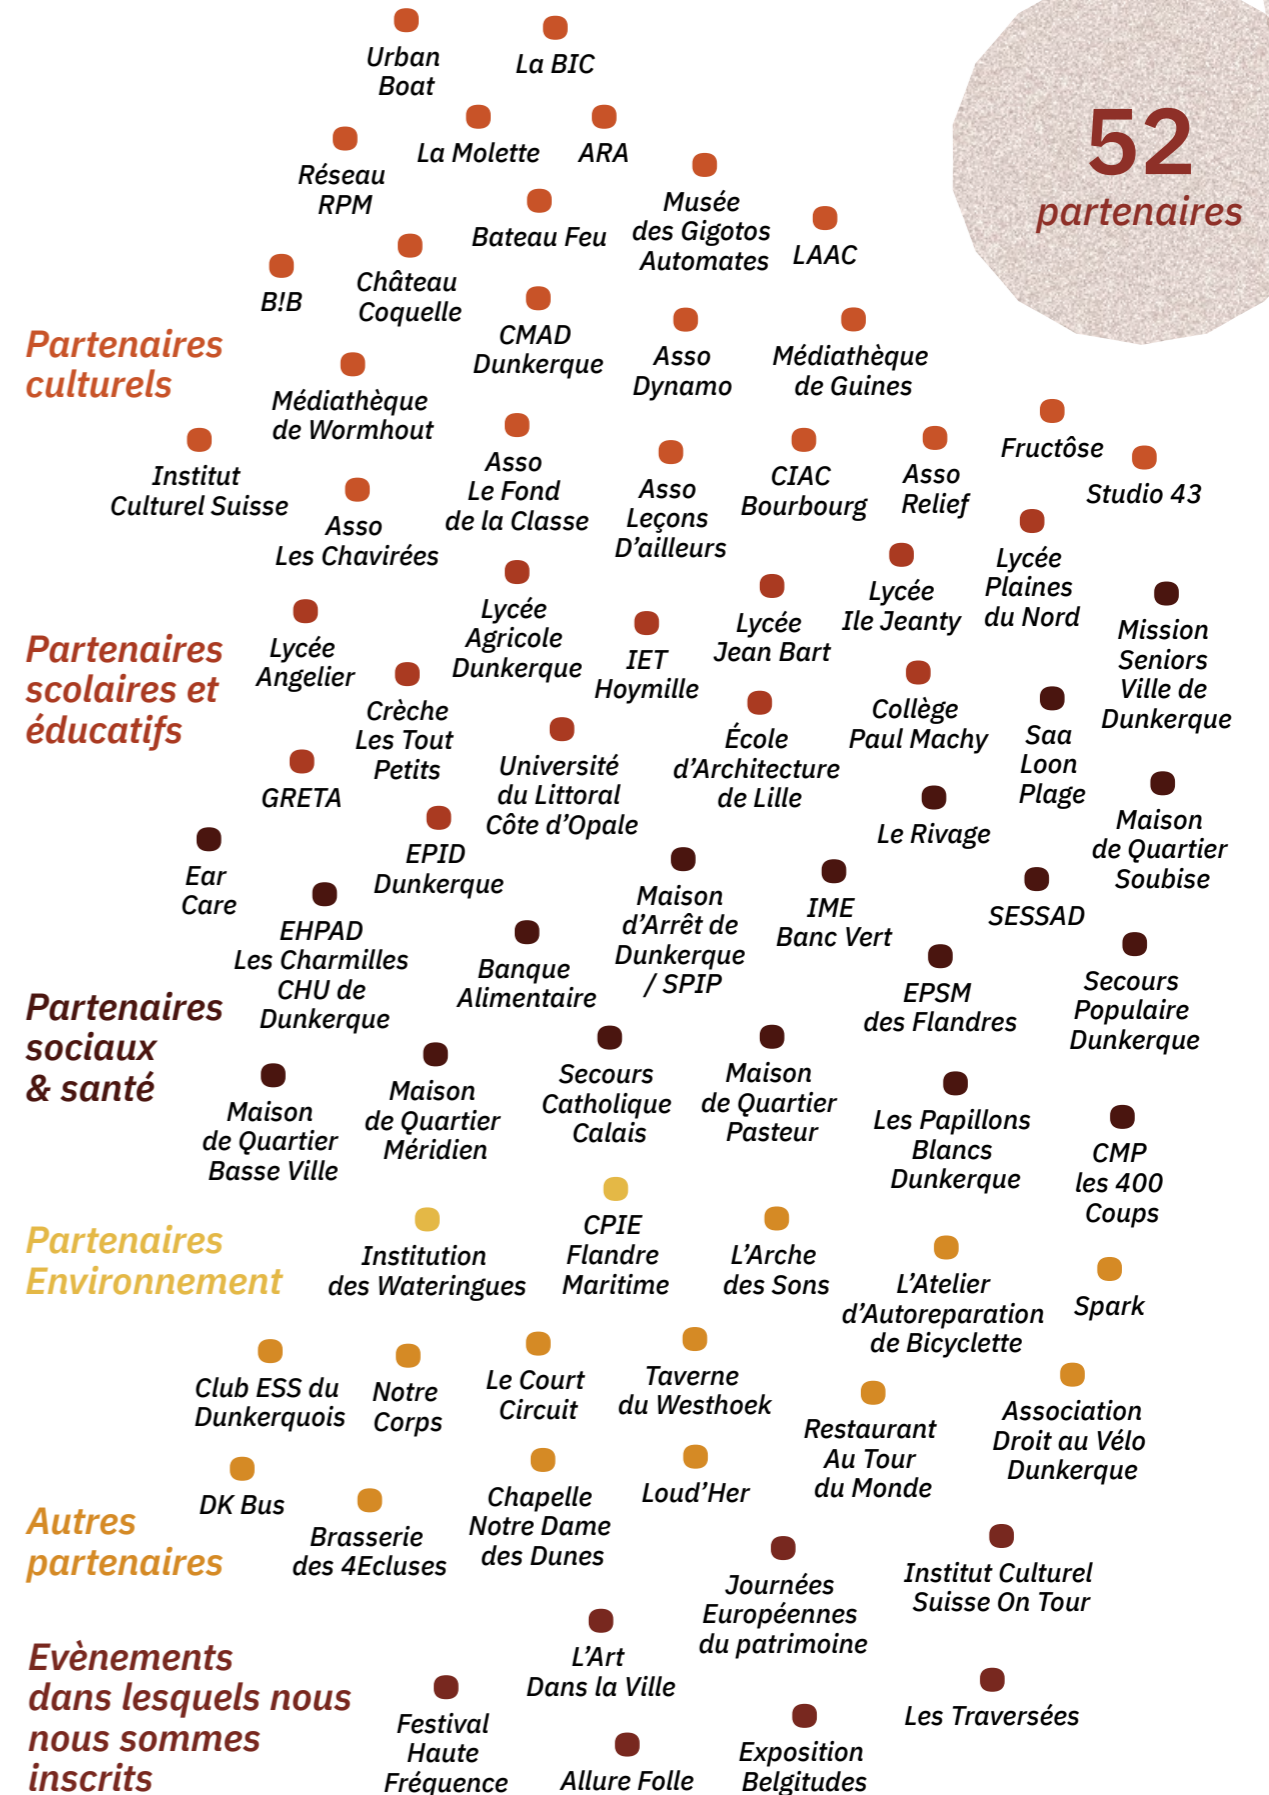 Urban
Boat
La BIC
52
partenaires
La Molette
ARA
Réseau
RPM
Musée
des Gigotos
Automates
Bateau Feu
LAAC
B!B
Château
Coquelle
CMAD
Dunkerque
Asso
Dynamo
Médiathèque
de Guines
Partenaires
culturels
Médiathèque
de Wormhout
Fructôse
Institut
Culturel Suisse
Asso
Le Fond
de la Classe
Asso
Leçons
D'ailleurs
CIAC
Bourbourg
Asso
Relief
Studio 43
Asso
Les Chavirées
Lycée
Plaines
du Nord
Lycée
Ile Jeanty
Lycée
Agricole
Dunkerque
Lycée
Jean Bart
Mission
Seniors
Ville de
Dunkerque
Partenaires
scolaires et
éducatifs
Lycée
Angelier
IET
Hoymille
Crèche
Les Tout
Petits
Collège
Paul Machy
Saa
Loon
Plage
Université
du Littoral
Côte d'Opale
École
d'Architecture
de Lille
GRETA
Le Rivage
Maison
de Quartier
Soubise
EPID
Dunkerque
Ear
Care
Maison
d'Arrêt de
Dunkerque
/ SPIP
IME
Banc Vert
SESSAD
EHPAD
Les Charmilles
CHU de
Dunkerque
Banque
Alimentaire
EPSM
des Flandres
Secours
Populaire
Dunkerque
Partenaires
sociaux
& santé
Maison
de Quartier
Basse Ville
Maison
de Quartier
Méridien
Secours
Catholique
Calais
Maison
de Quartier
Pasteur
Les Papillons
Blancs
Dunkerque
CMP
les 400
Coups
Partenaires
Environnement
Institution
des Wateringues
CPIE
Flandre
Maritime
L'Arche
des Sons
L'Atelier
d'Autoreparation
de Bicyclette
Spark
Club ESS du
Dunkerquois
Notre
Corps
Le Court
Circuit
Taverne
du Westhoek
Restaurant
Au Tour
du Monde
Association
Droit au Vélo
Dunkerque
DK Bus
Chapelle
Notre Dame
des Dunes
Loud'Her
Autres
partenaires
Brasserie
des 4Ecluses
Journées
Européennes
du patrimoine
Institut Culturel
Suisse On Tour
Evènements
dans lesquels nous
nous sommes
inscrits
L'Art
Dans la Ville
Les Traversées
Festival
Haute
Fréquence
Allure Folle
Exposition
Belgitudes